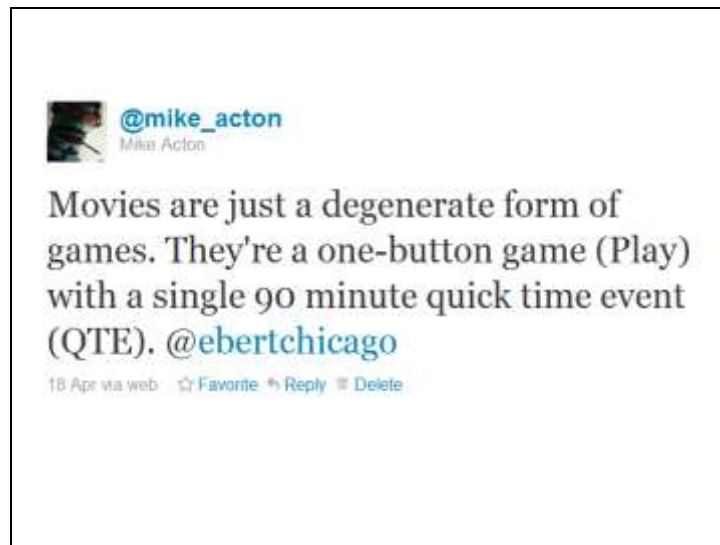 @mike_acton
Mike Acton
Movies are just a degenerate form of
games. They're a one-button game (Play)
with a single 90 minute quick time event
(QTE). @ebertchicago
18 Apr via web Favorite Reply Delete